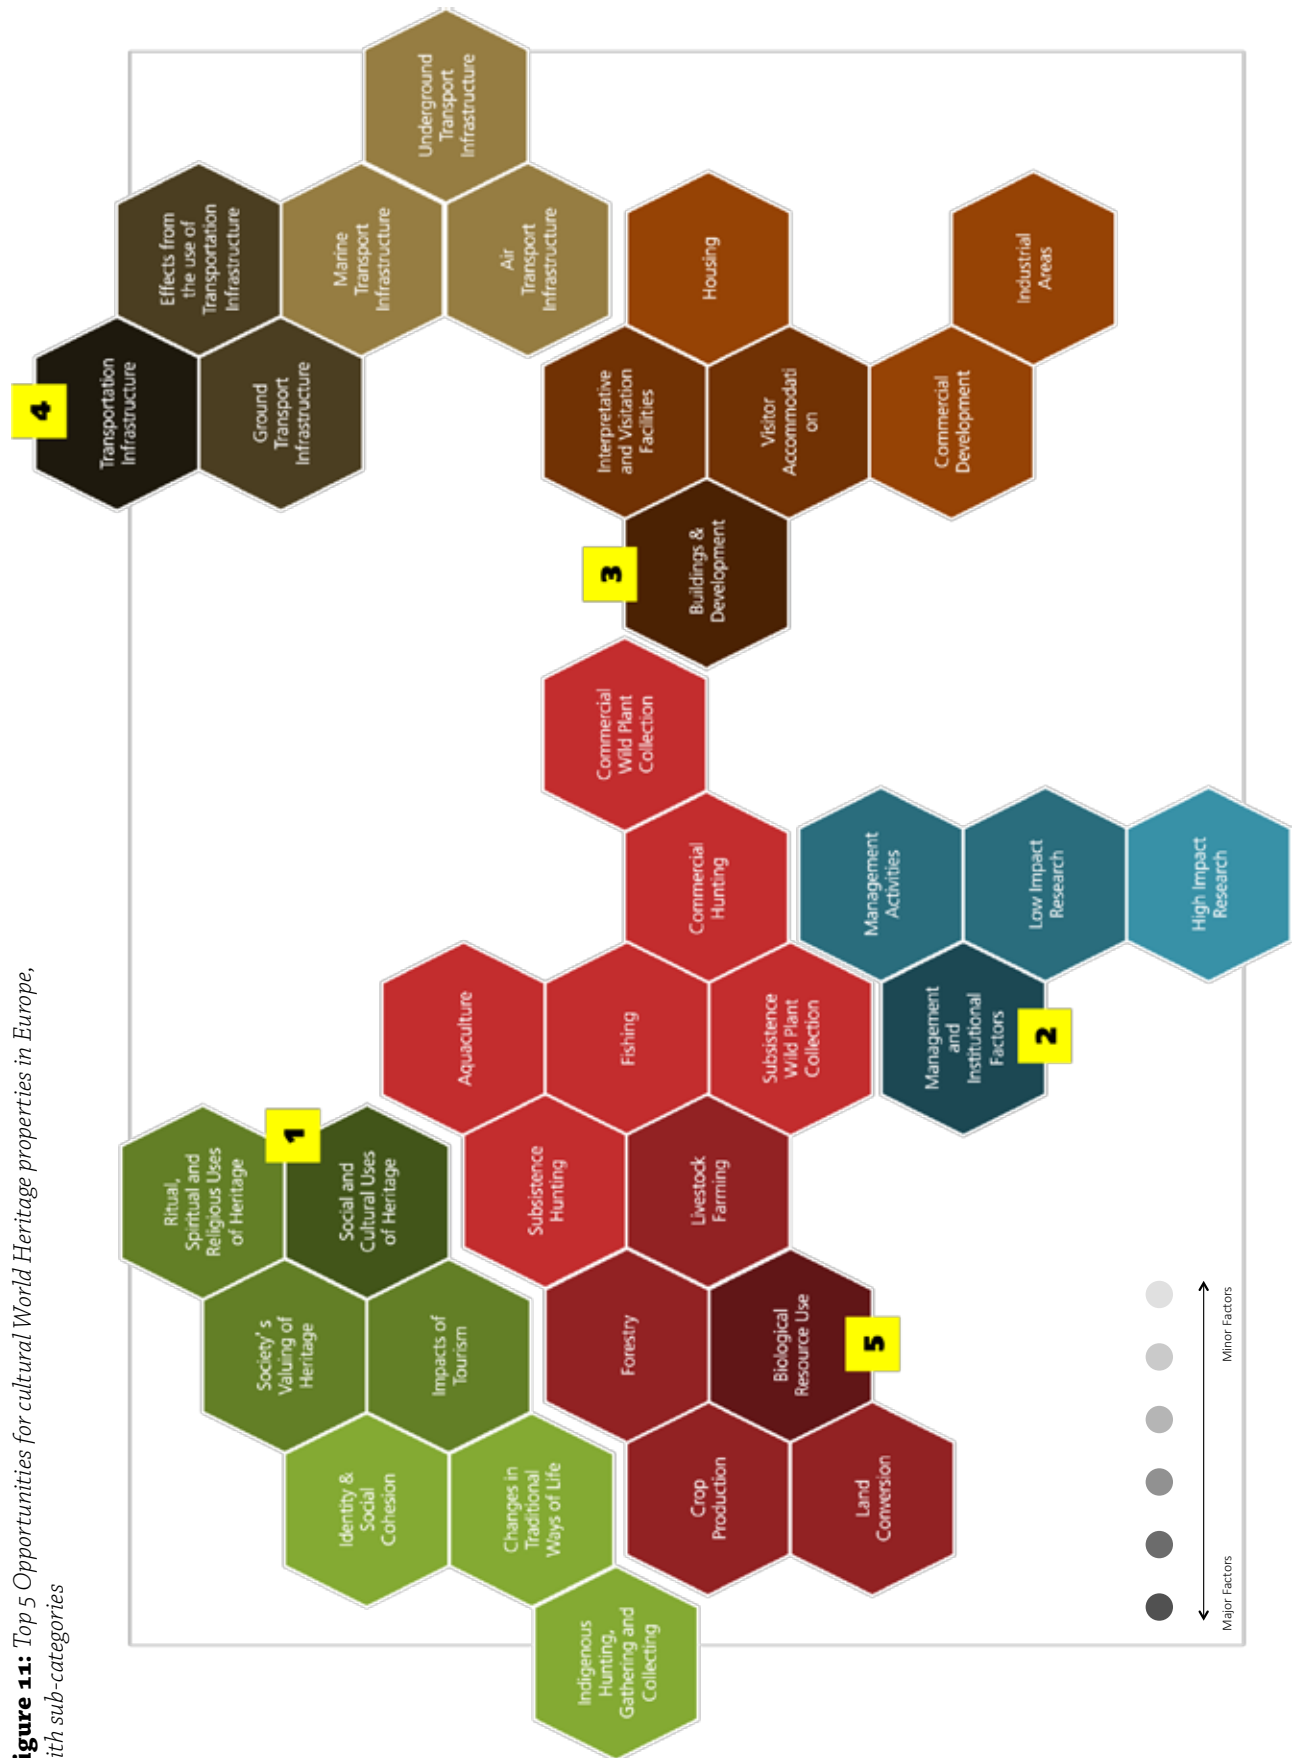 igure 11: Top 5 Opportunities for cultural World Heritage properties in Europe,
ith sub-categories
4
Transportation
Infrastructure
Effects from
the use of
Transportation
Infrastructure
Ground
Transport
Infrastructure
Marine
Transport
Infrastructure
Underground
Transport
Infrastructure
Air
Transport
Infrastructure
1
Ritual,
Spiritual and
Religious Uses
of Heritage
Social and
Cultural Uses
of Heritage
Society's
Valuing of
Heritage
Impacts of
Tourism
Identity &
Social
Cohesion
Changes in
Traditional
Ways of Life
Indigenous
Hunting,
Gathering and
Collecting
3
Buildings &
Development
Interpretative
and Visitation
Facilities
Housing
Visitor
Accommodati
on
Commercial
Development
Industrial
Areas
Aquaculture
Subsistence
Hunting
Fishing
Commercial
Wild Plant
Collection
Commercial
Hunting
Forestry
Livestock
Farming
Subsistence
Wild Plant
Collection
Crop
Production
Biological
Resource Use
5
Land
Conversion
Management
and
Institutional
Factors
2
Management
Activities
Low Impact
Research
High Impact
Research
Major Factors
Minor Factors